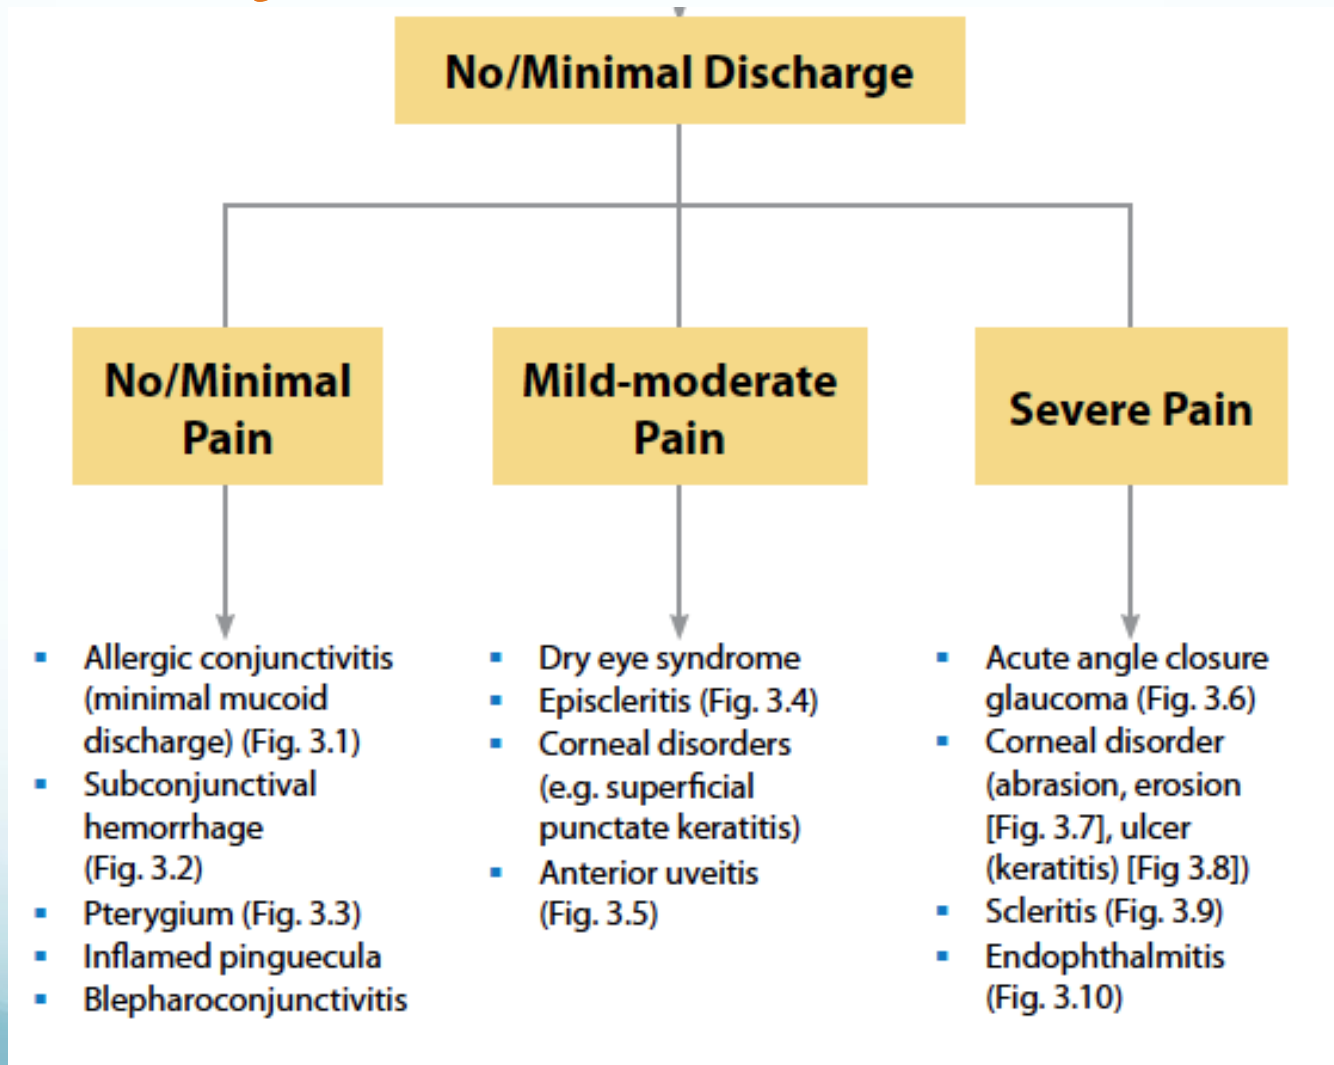 No/Minimal Discharge
No/Minimal
Pain
Mild-moderate
Pain
Severe Pain
Allergic conjunctivitis
(minimal mucoid
discharge) (Fig. 3.1)
Subconjunctival
hemorrhage
(Fig. 3.2)
Pterygium (Fig. 3.3)
Inflamed pinguecula
Blepharoconjunctivitis
Dry eye syndrome
Episcleritis (Fig. 3.4)
Corneal disorders
(e.g. superficial
punctate keratitis)
Anterior uveitis
(Fig. 3.5)
Acute angle closure
glaucoma (Fig. 3.6)
Corneal disorder
(abrasion, erosion
[Fig. 3.7], ulcer
(keratitis) [Fig 3.8])
Scleritis (Fig. 3.9)
Endophthalmitis
(Fig. 3.10)